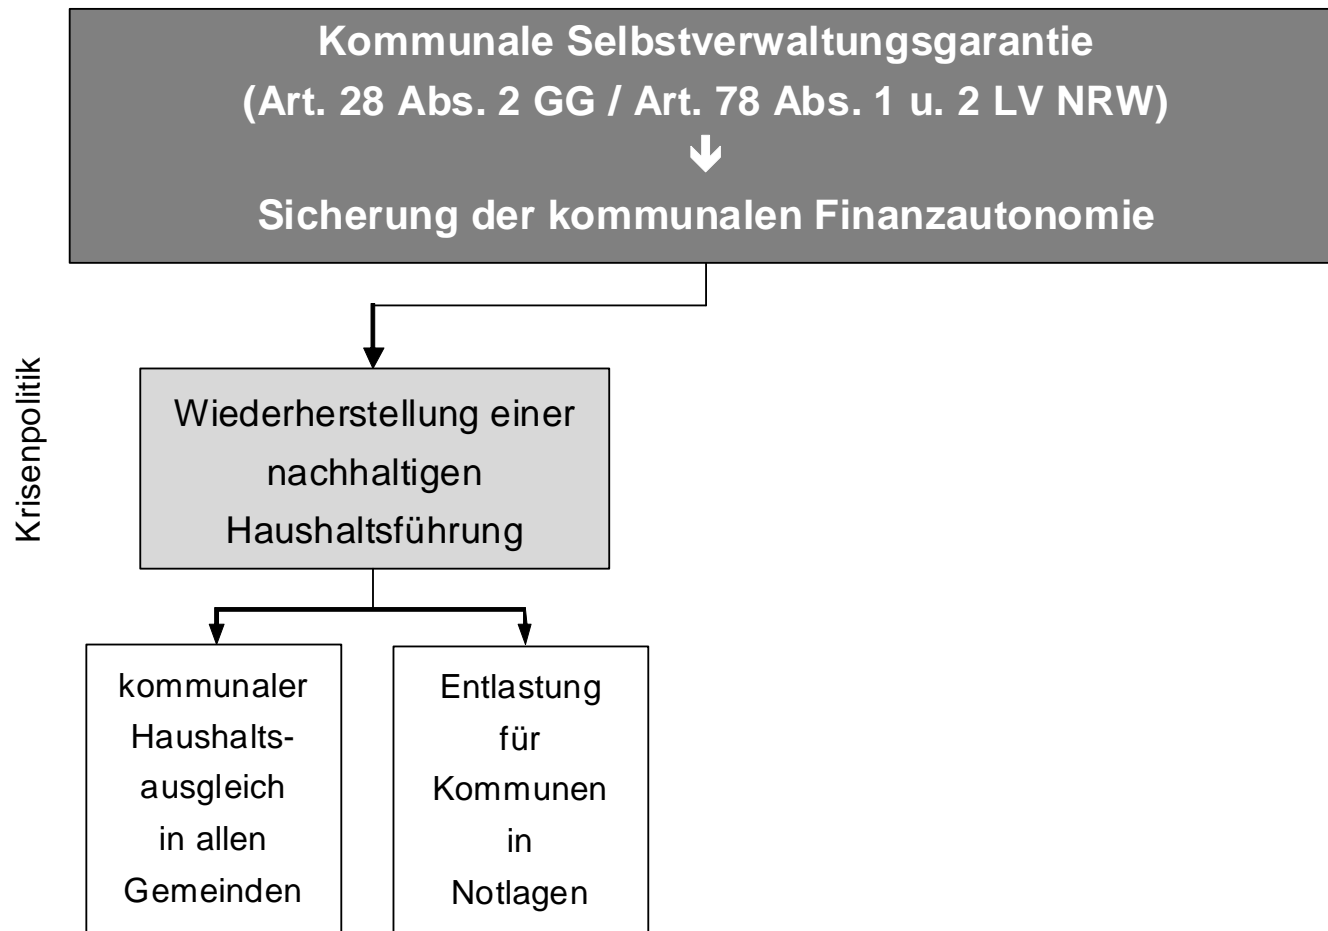 Kommunale Selbstverwaltungsgarantie
(Art. 28 Abs. 2 GG / Art. 78 Abs. 1 u. 2 LV NRW)
Sicherung der kommunalen Finanzautonomie
Krisenpolitik
Wiederherstellung einer
nachhaltigen
Haushaltsführung
kommunaler
Haushalts-
ausgleich
in allen
Gemeinden
Entlastung
für
Kommunen
in
Notlagen